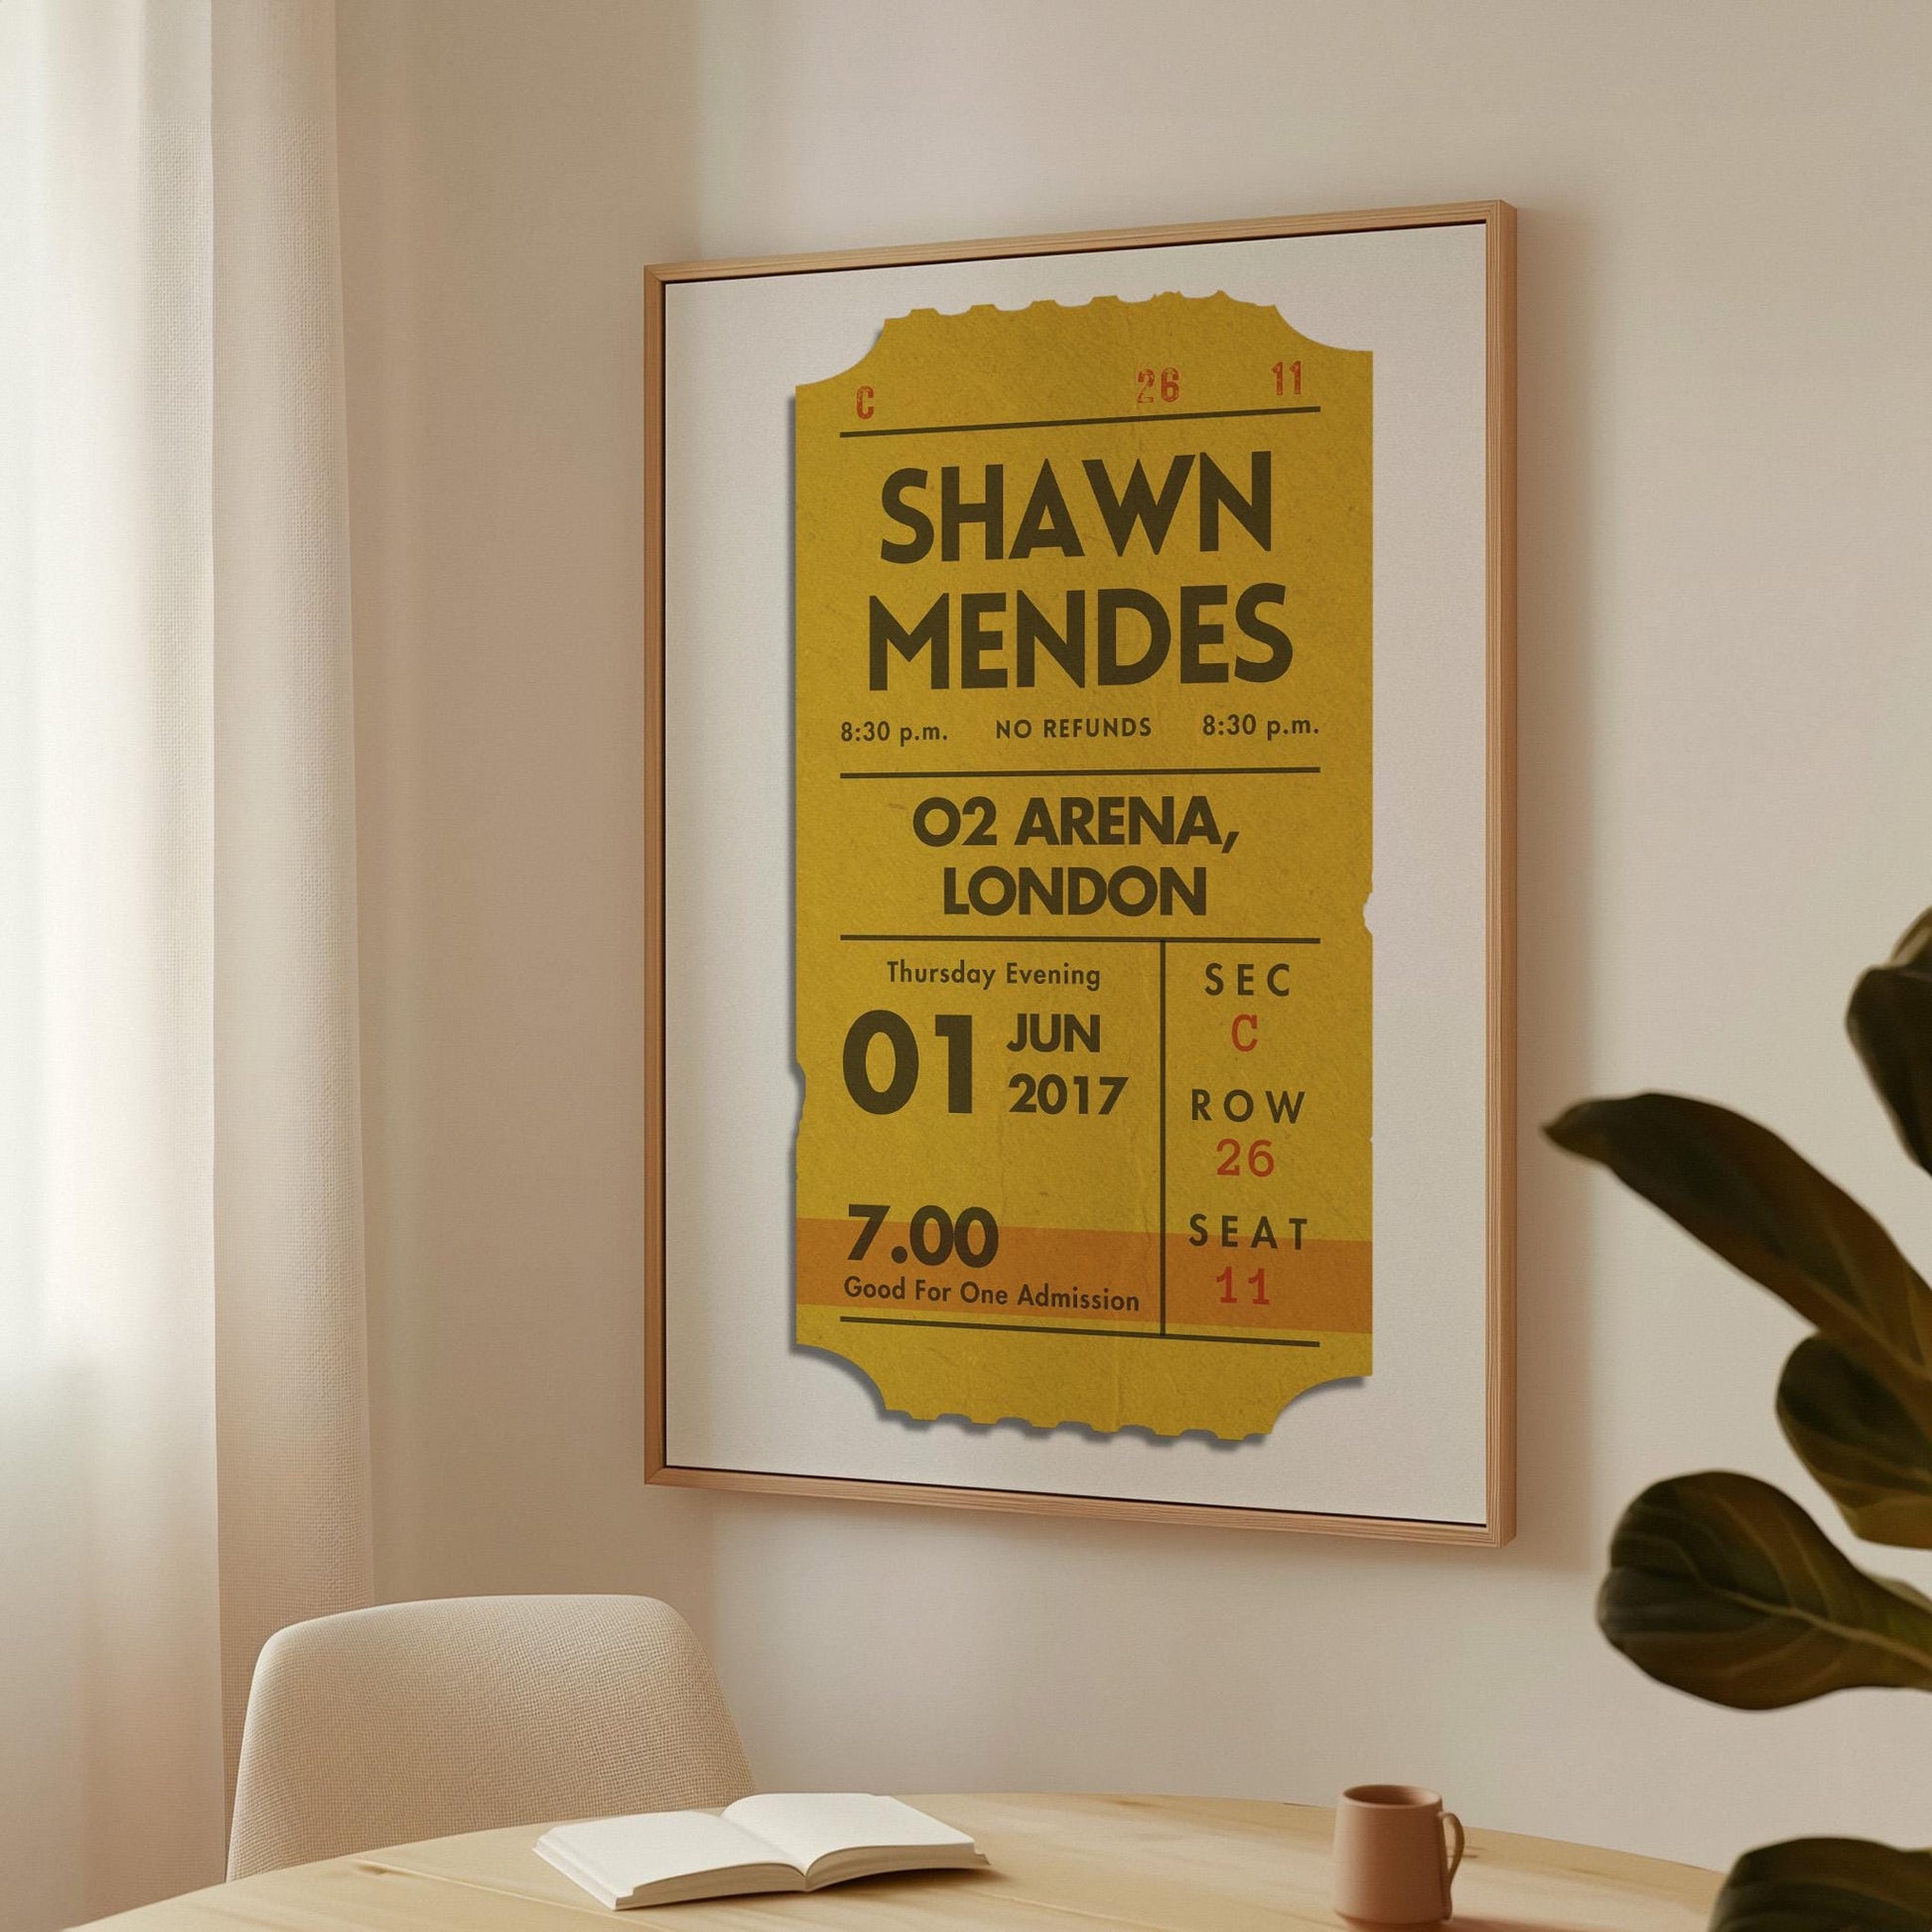 C 26 11
SHAWN
MENDES
8:30 p.m. NO REFUNDS 8:30 p.m.
O2 ARENA,
LONDON
Thursday Evening
01 JUN
2017
7.00
Good For One Admission
SEC
C
ROW
26
SEAT
11